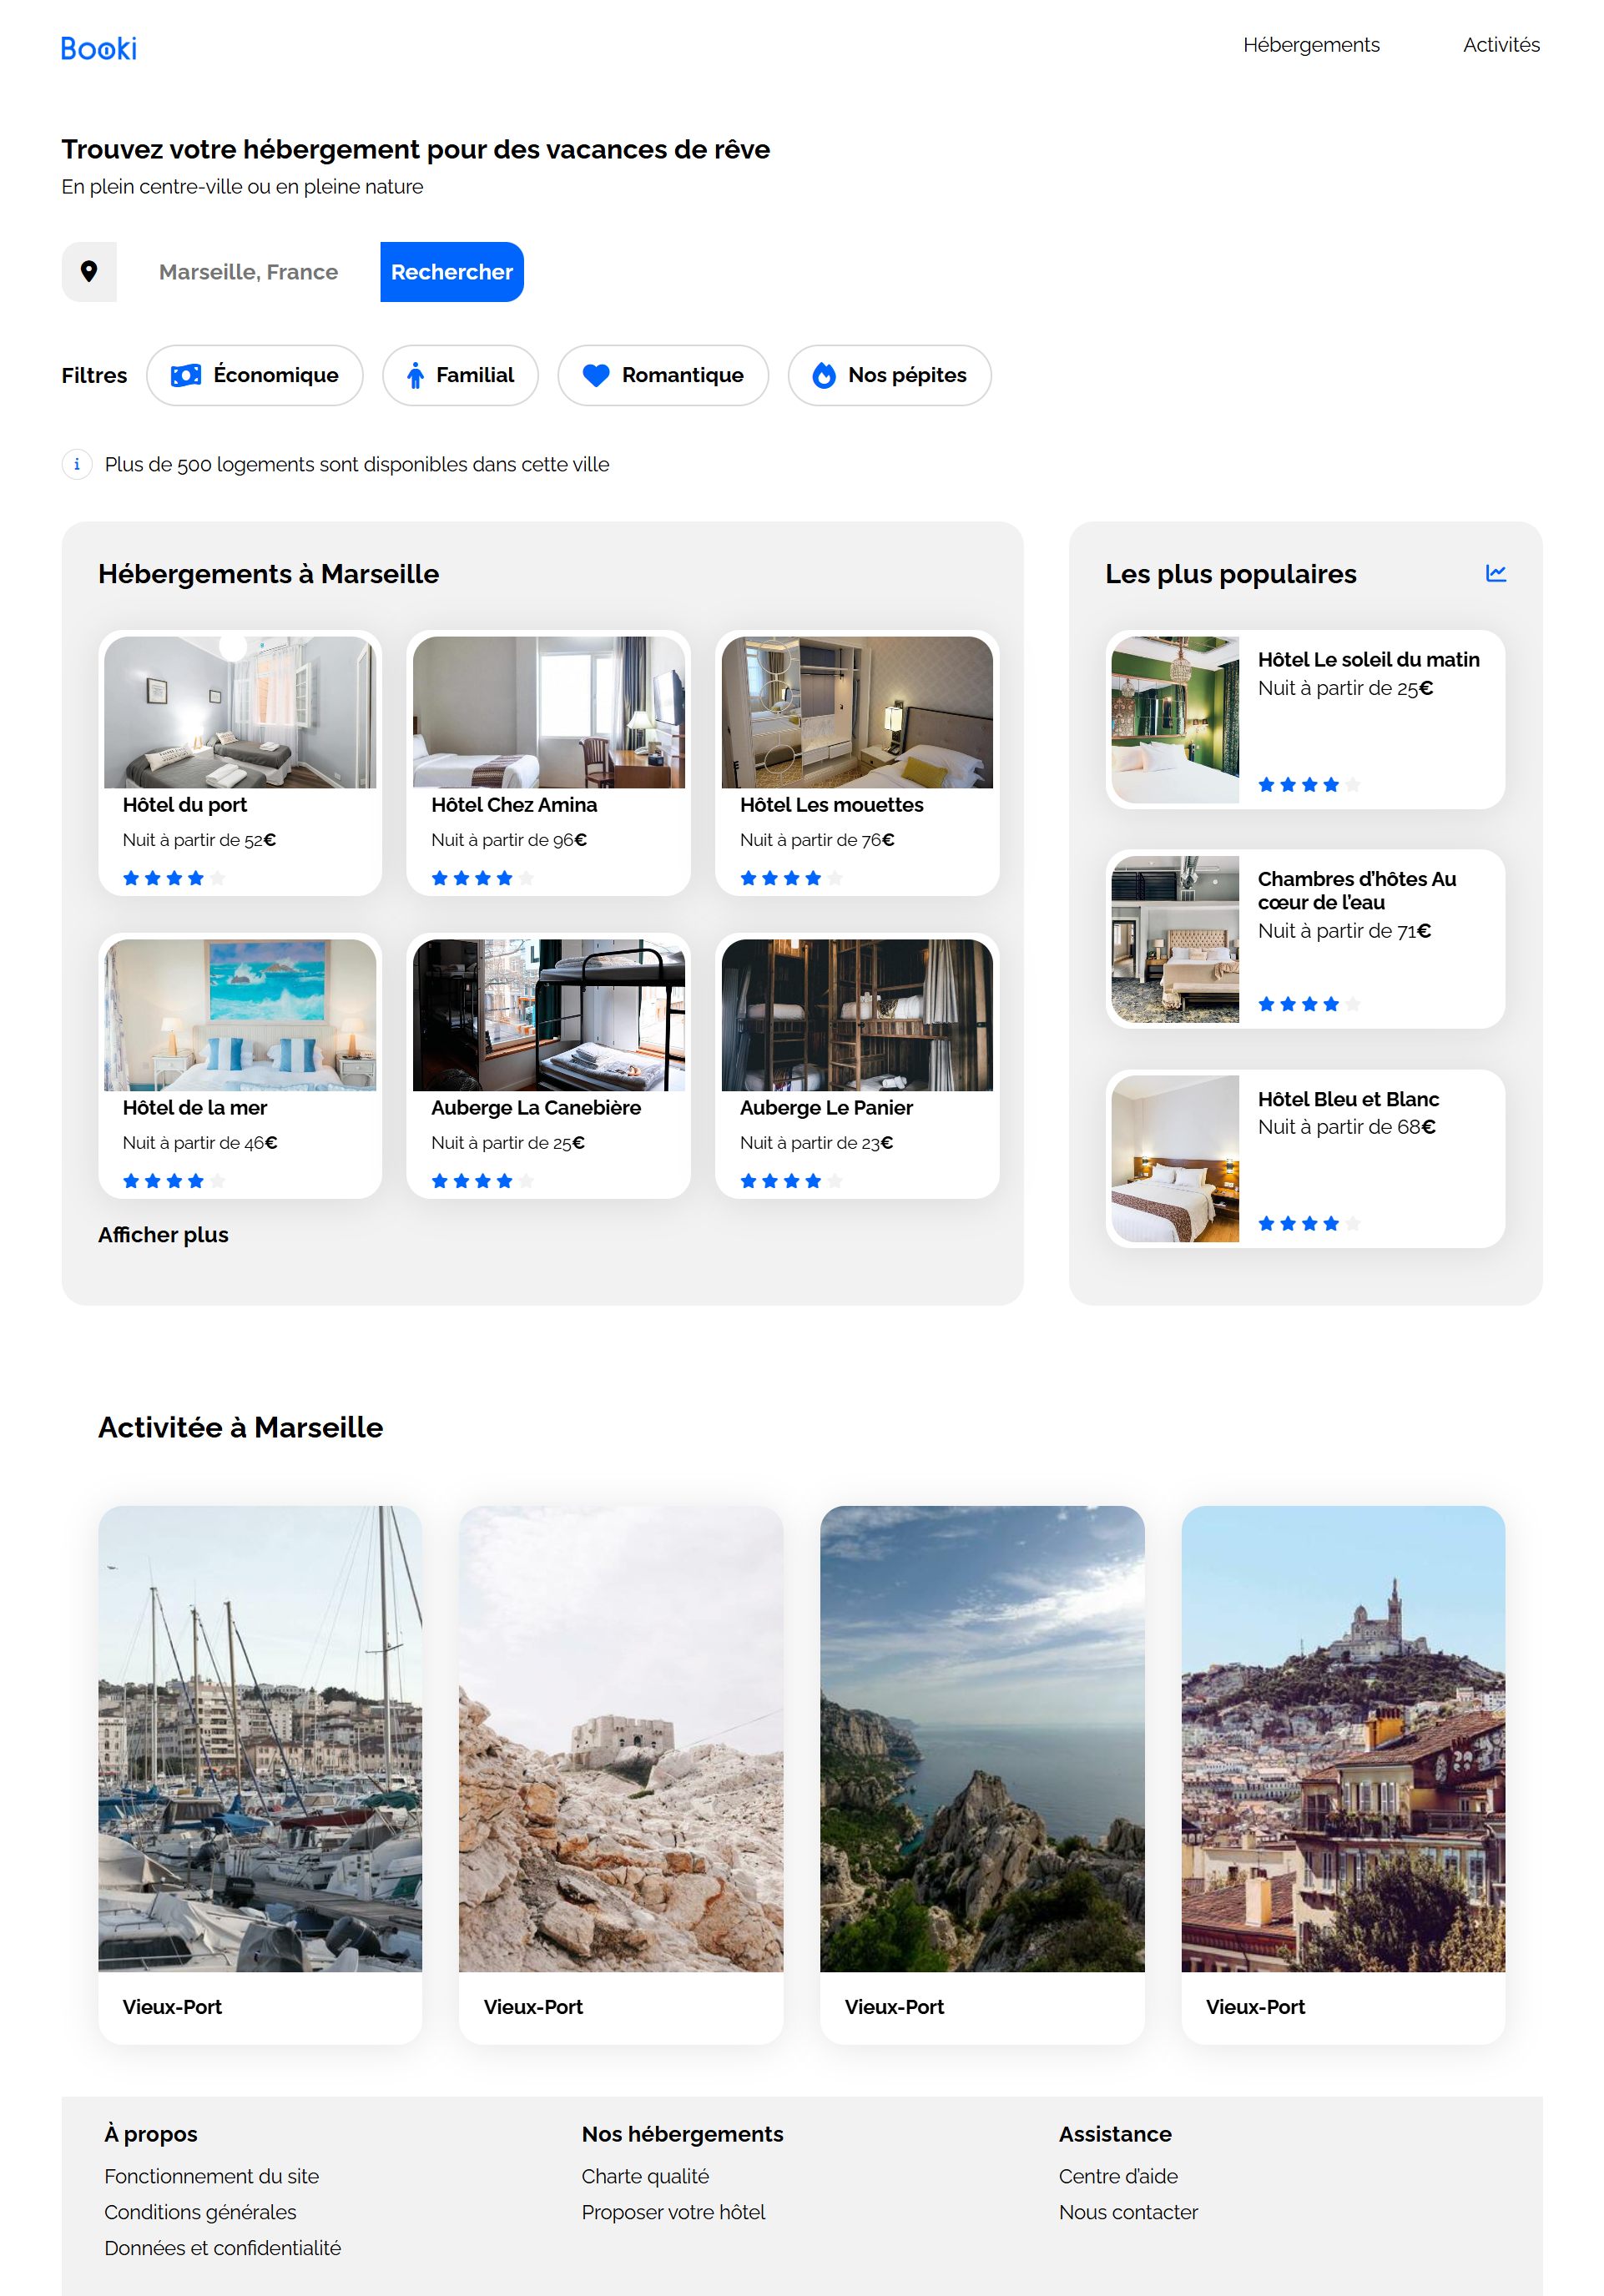 Booki
Hébergements
Activités
Trouvez votre hébergement pour des vacances de rêve
En plein centre-ville ou en pleine nature
Marseille, France
Rechercher
Filtres
Économique
Familial
Romantique
Nos pépites
Plus de 500 logements sont disponibles dans cette ville
Hébergements à Marseille
Hôtel du port
Nuit à partir de 52€
Hôtel Chez Amina
Nuit à partir de 96€
Hôtel Les mouettes
Nuit à partir de 76€
Hôtel de la mer
Nuit à partir de 46€
Auberge La Canebière
Nuit à partir de 25€
Auberge Le Panier
Nuit à partir de 23€
Afficher plus
Les plus populaires
Hôtel Le soleil du matin
Nuit à partir de 25€
Chambres d'hôtes Au
cœur de l'eau
Nuit à partir de 71€
Hôtel Bleu et Blanc
Nuit à partir de 68€
Activitée à Marseille
Vieux-Port
Vieux-Port
Vieux-Port
Vieux-Port
À propos
Fonctionnement du site
Conditions générales
Données et confidentialité
Nos hébergements
Charte qualité
Proposer votre hôtel
Assistance
Centre d'aide
Nous contacter